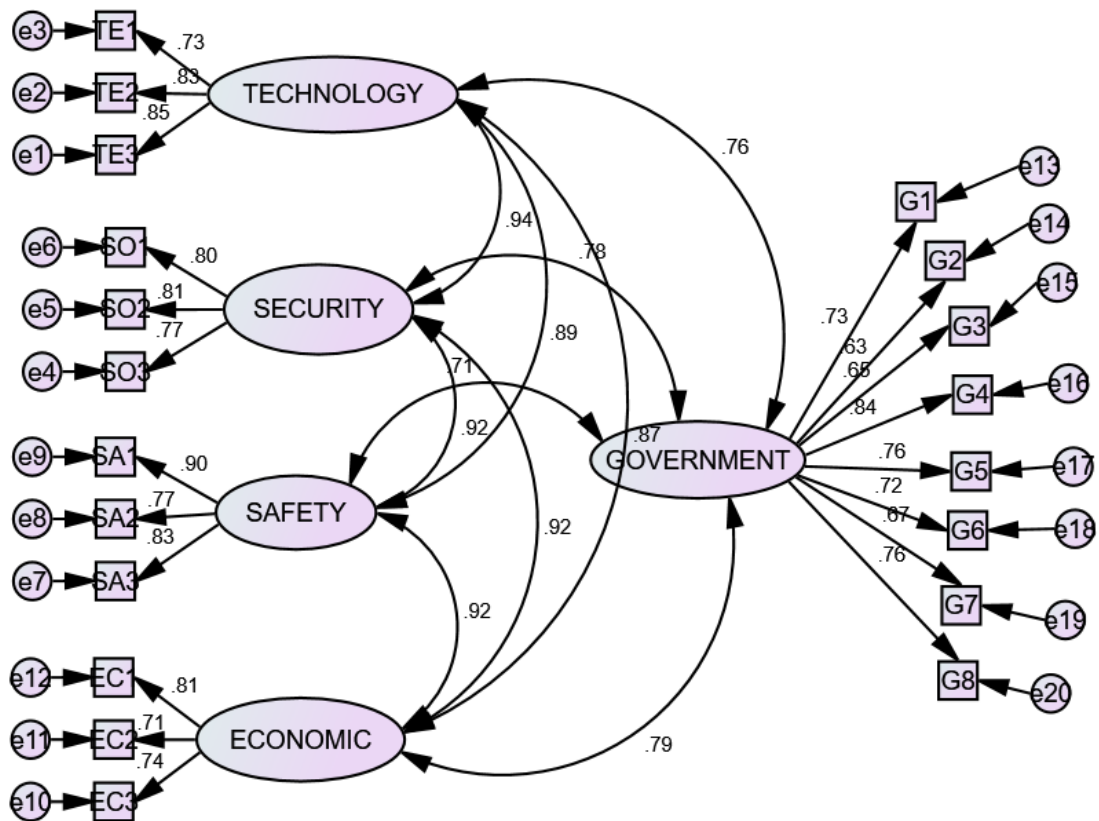 e3
TE1
.73
e2
TE2
.83
e1
TE3
.85
TECHNOLOGY
e6
SO1
.80
e5
SO2
.81
e4
SO3
.77
SECURITY
e9
SA1
.90
e8
SA2
.77
e7
SA3
.83
SAFETY
e12
EC1
.81
e11
EC2
.71
e10
EC3
.74
ECONOMIC
.94
.89
.78
.76
.71
.92
.92
.87
.92
.79
GOVERNMENT
.73
.63
.65
.84
.76
.72
.67
.76
G1
e13
G2
e14
G3
e15
G4
e16
G5
e17
G6
e18
G7
e19
G8
e20